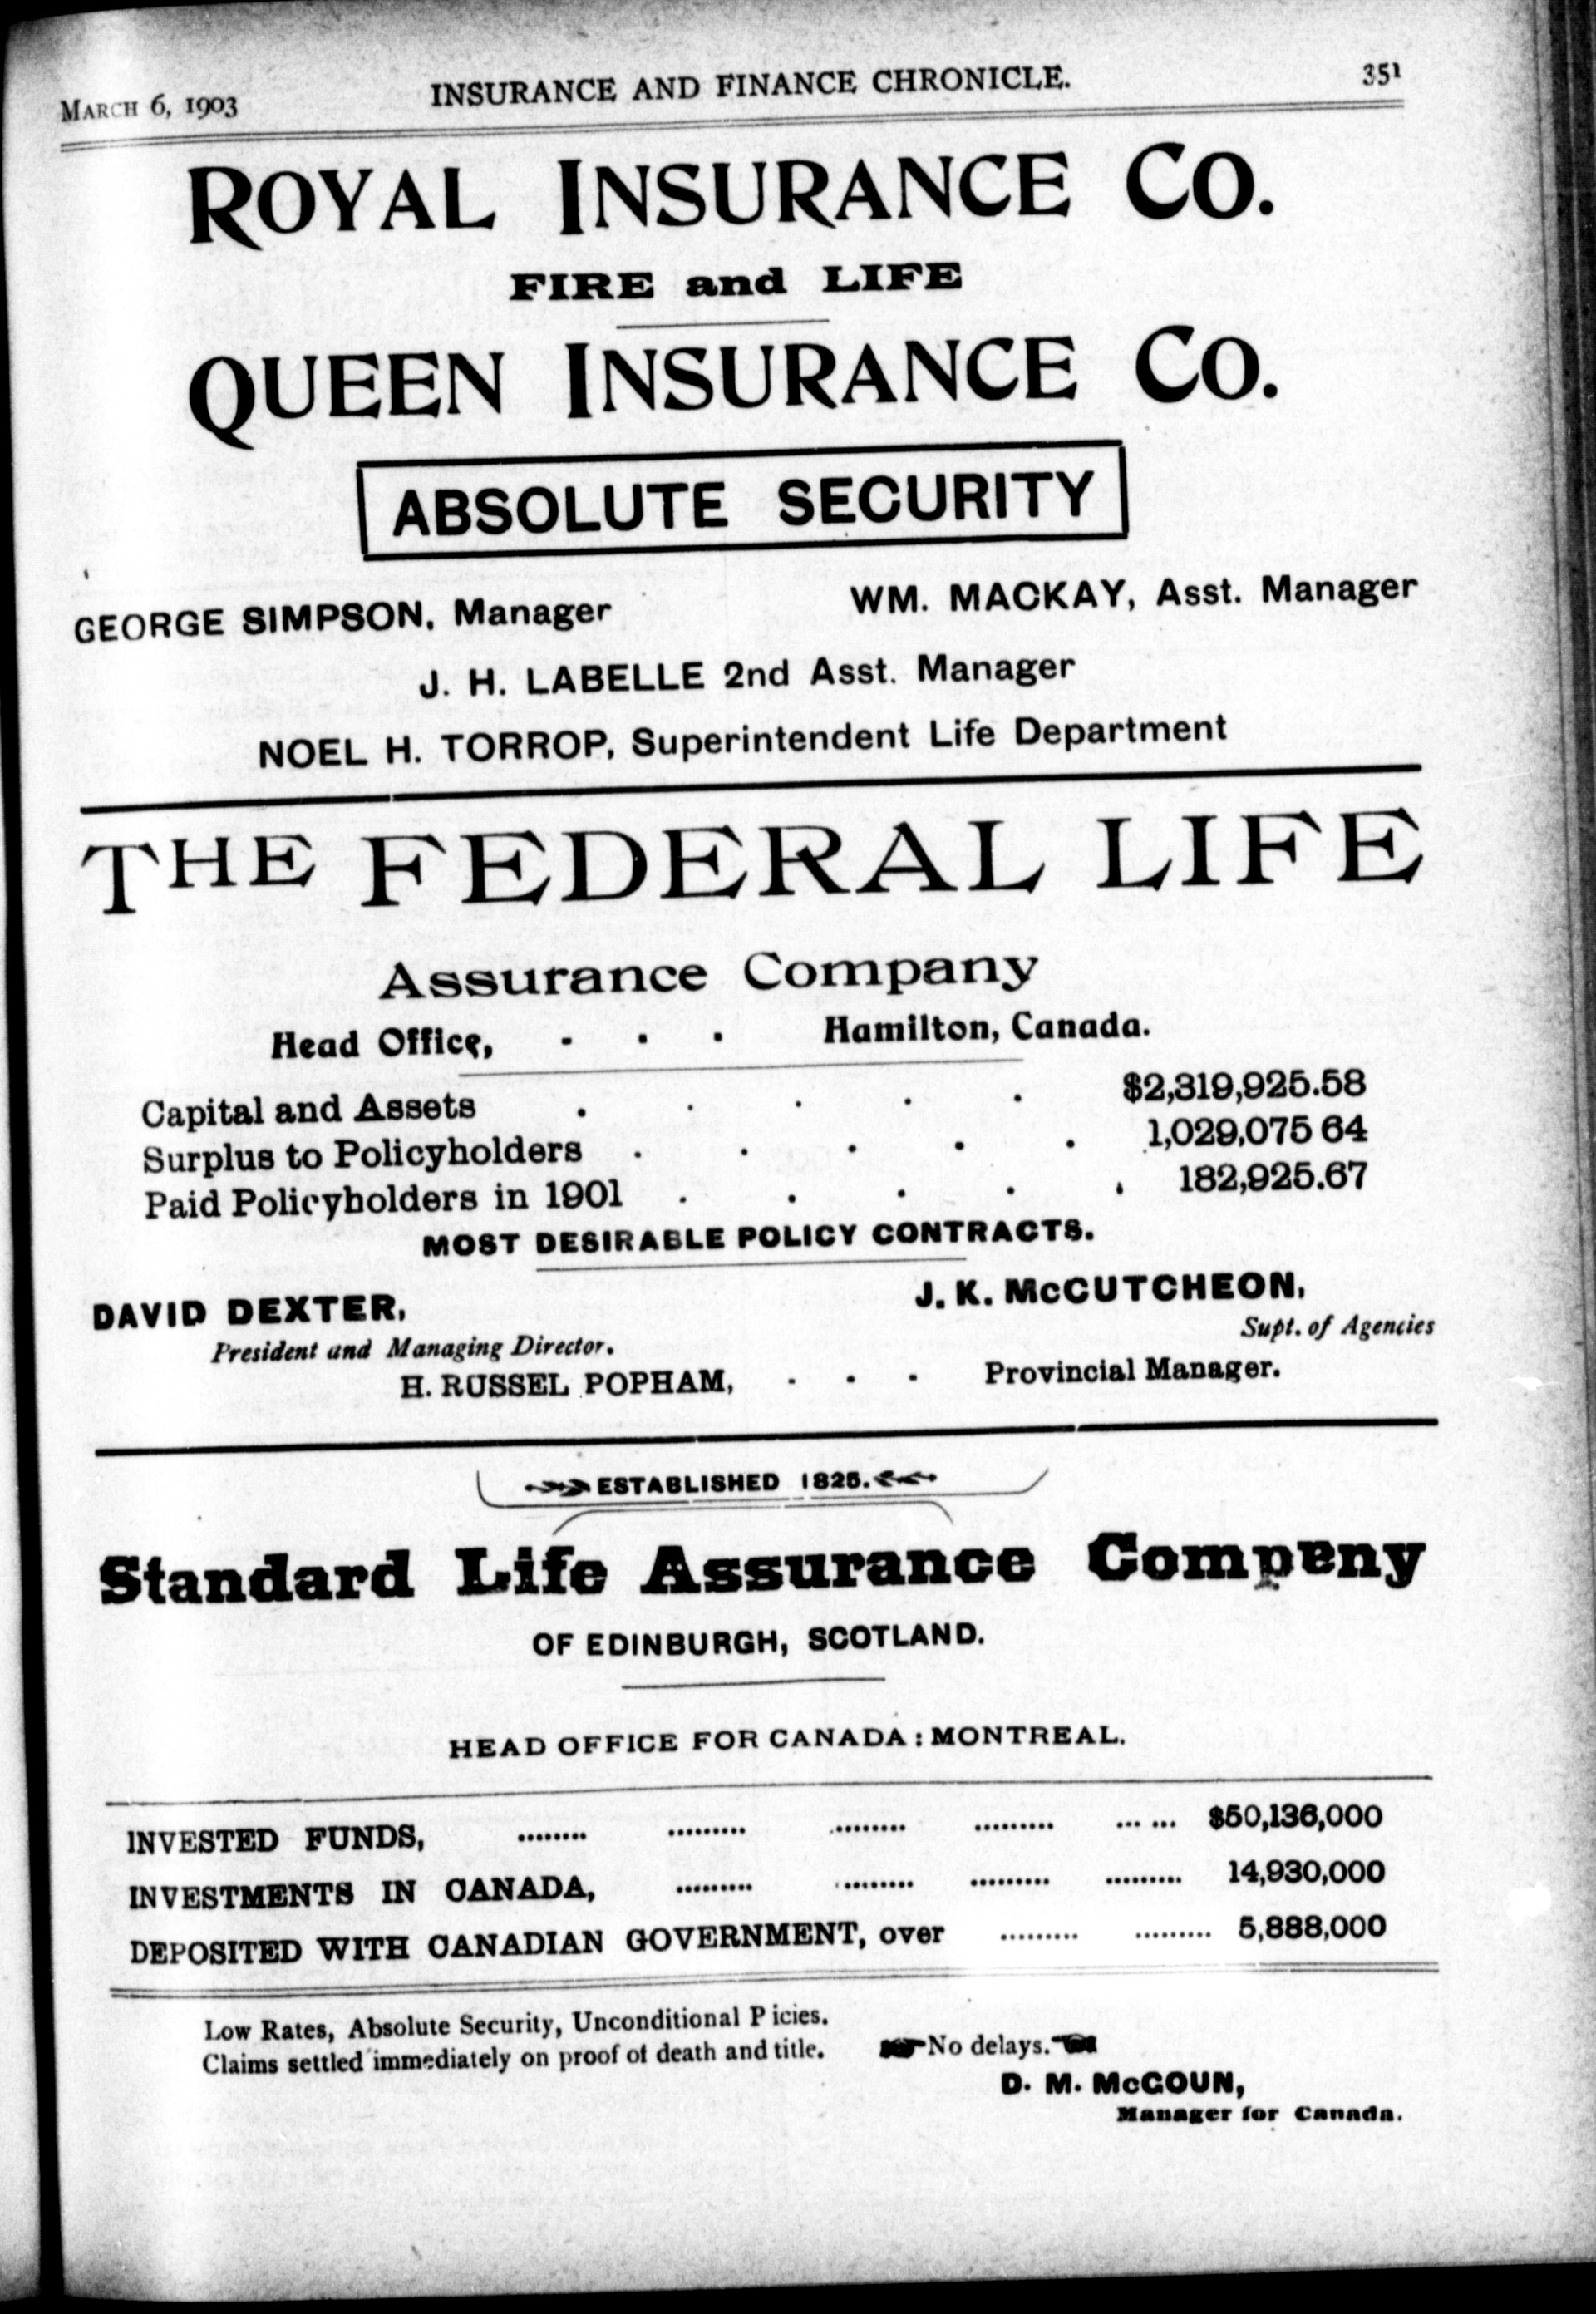 MARCH 6, 1903 INSURANCE AND FINANCE CHRONICLE. 351
ROYAL INSURANCE CO.
FIRE and LIFE
QUEEN INSURANCE CO.
ABSOLUTE SECURITY
GEORGE SIMPSON, Manager WM. MACKAY, Asst. Manager
J. H. LABELLE 2nd Asst. Manager
NOEL H. TORROP, Superintendent Life Department
THE FEDERAL LIFE
Assurance Company
Head Office, - - - Hamilton, Canada.
Capital and Assets . . . . . $2,319,925.58
Surplus to Policyholders . . . . . 1,029,075 64
Paid Policyholders in 1901 . . . . . 182,925.67
MOST DESIRABLE POLICY CONTRACTS.
DAVID DEXTER, J. K. McCUTCHEON,
President and Managing Director. Supt. of Agencies
H. RUSSEL POPHAM, - - - Provincial Manager.
ESTABLISHED 1825.
Standard Life Assurance Company
OF EDINBURGH, SCOTLAND.
HEAD OFFICE FOR CANADA : MONTREAL.
INVESTED FUNDS, ........ ......... ......... ......... ... ... $50,136,000
INVESTMENTS IN CANADA, ......... ......... ......... ......... 14,930,000
DEPOSITED WITH CANADIAN GOVERNMENT, over ......... ......... 5,888,000
Low Rates, Absolute Security, Unconditional P icies.
Claims settled immediately on proof of death and title. No delays.
D. M. McGOUN,
Manager for Canada.